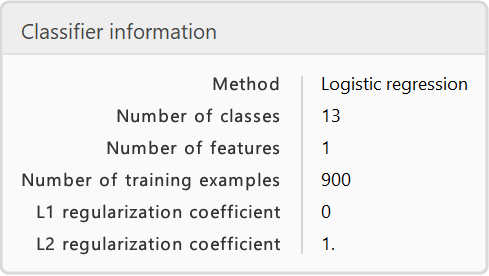 Classifier information
Method Logistic regression
Number of classes 13
Number of features 1
Number of training examples 900
L1 regularization coefficient 0
L2 regularization coefficient 1.